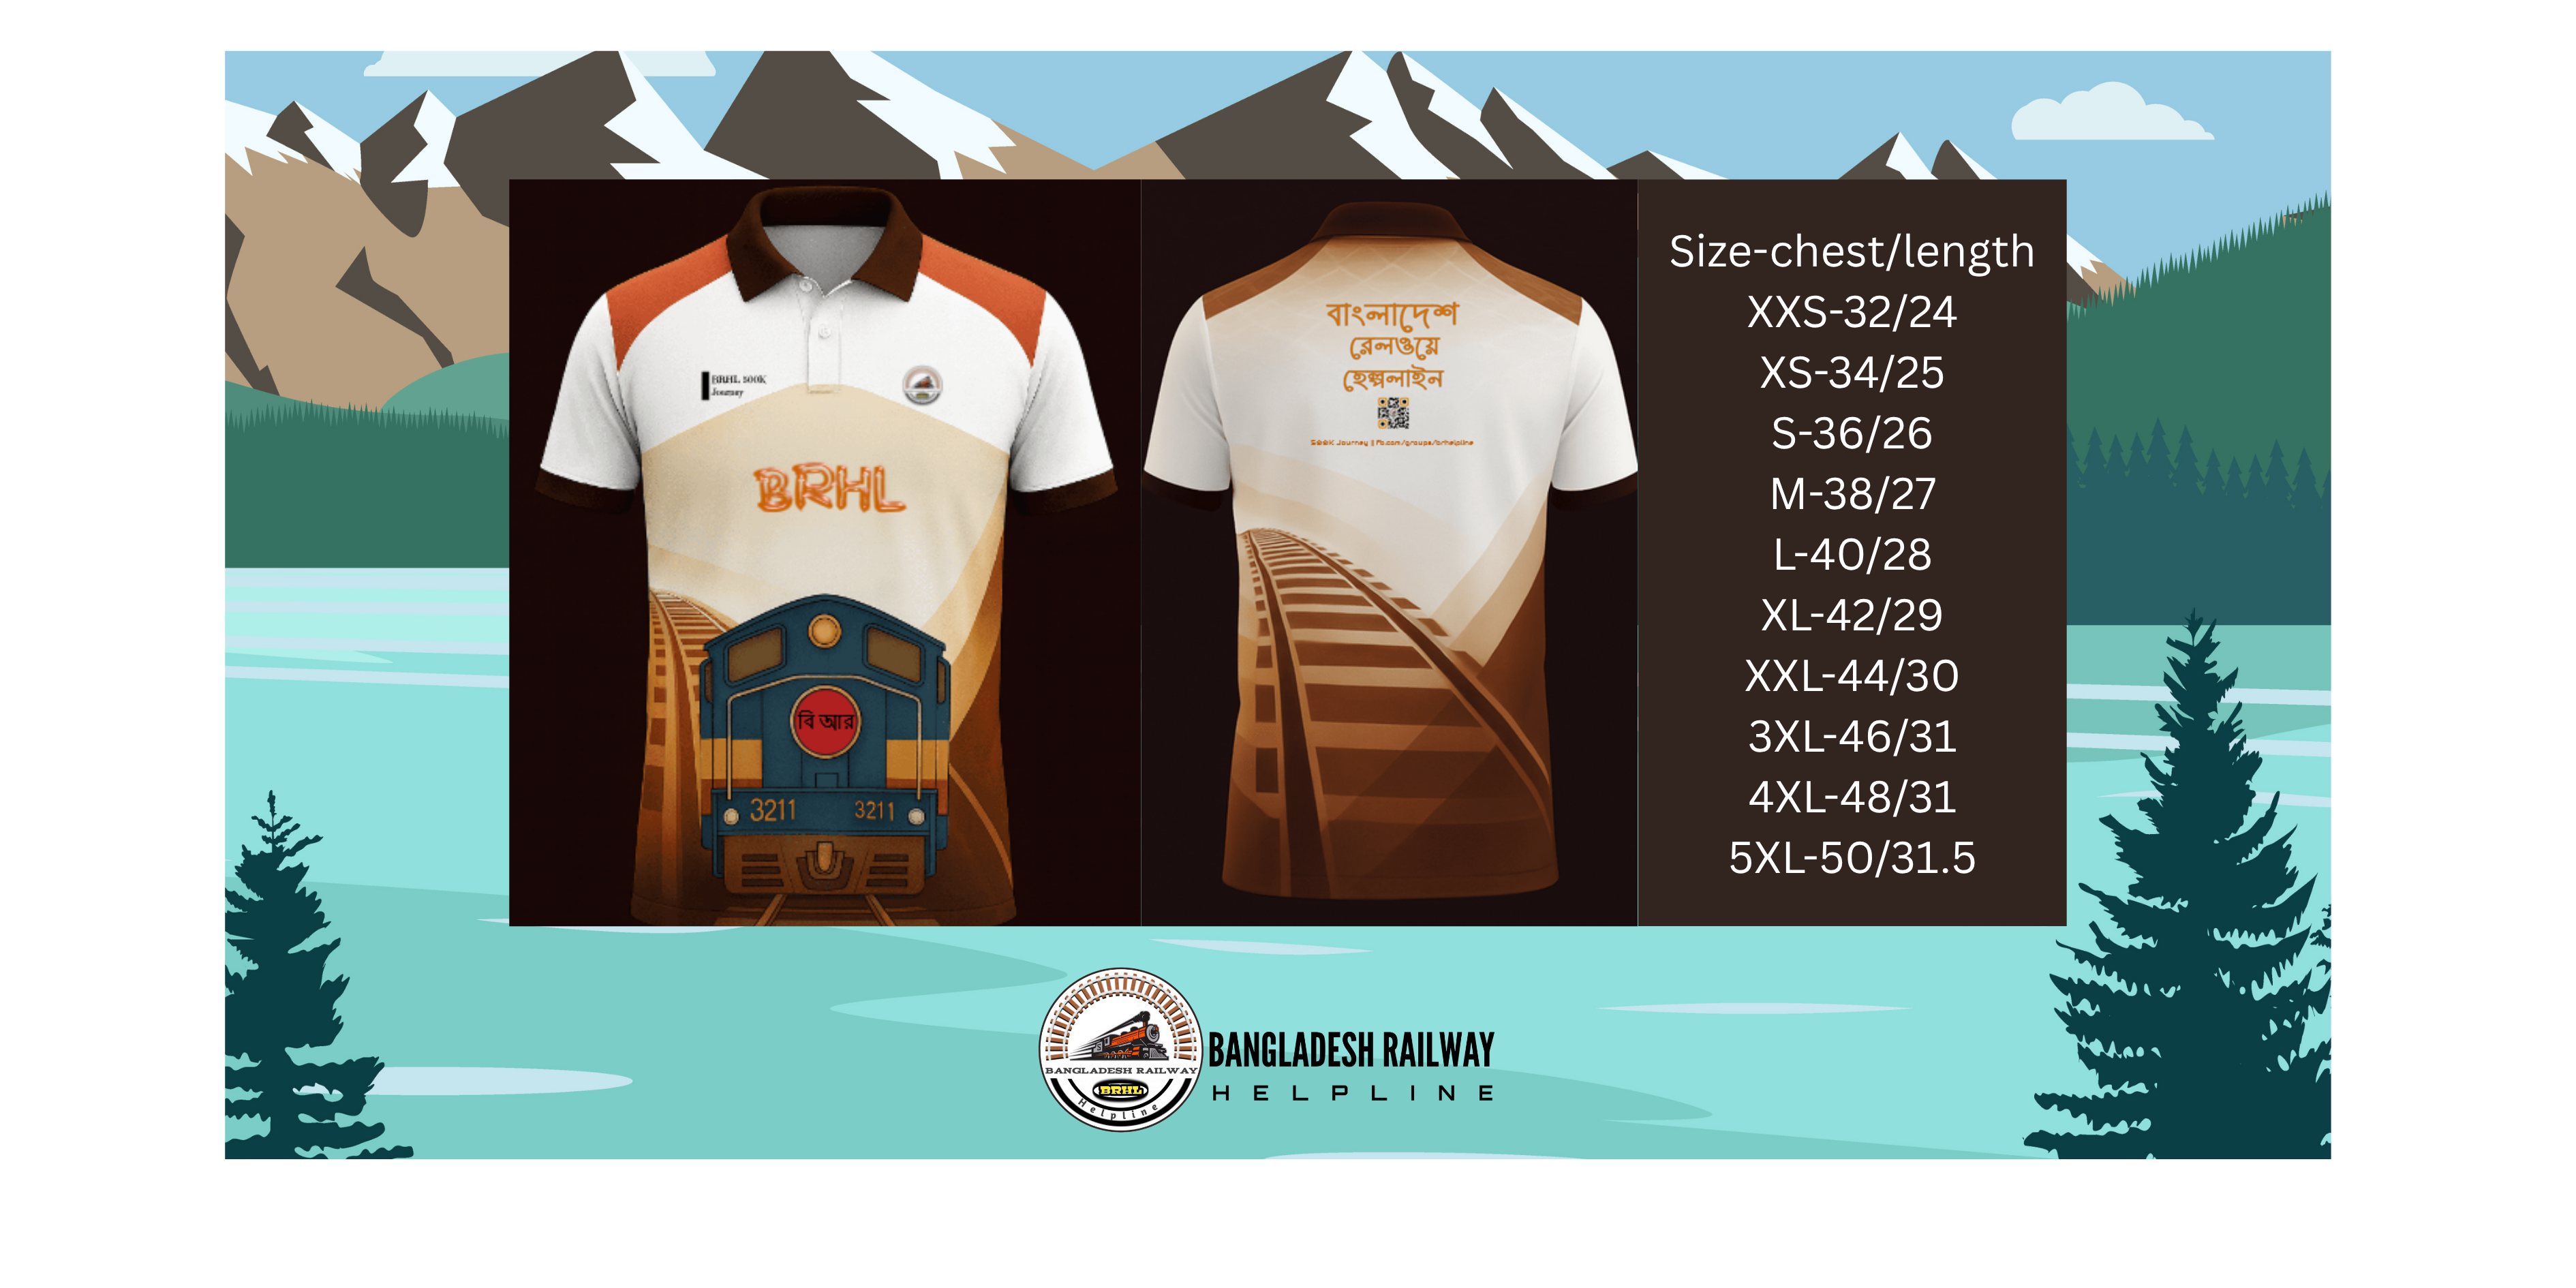 BRHL 500K
Journey
BRHL
বি আর
3211 3211
বাংলাদেশ
রেলওয়ে
হেল্পলাইন
500K Journey || fb.com/groups/brhelpline
Size-chest/length
XXS-32/24
XS-34/25
S-36/26
M-38/27
L-40/28
XL-42/29
XXL-44/30
3XL-46/31
4XL-48/31
5XL-50/31.5
BANGLADESH RAILWAY
BRHL
Helpline
BANGLADESH RAILWAY
HELPLINE